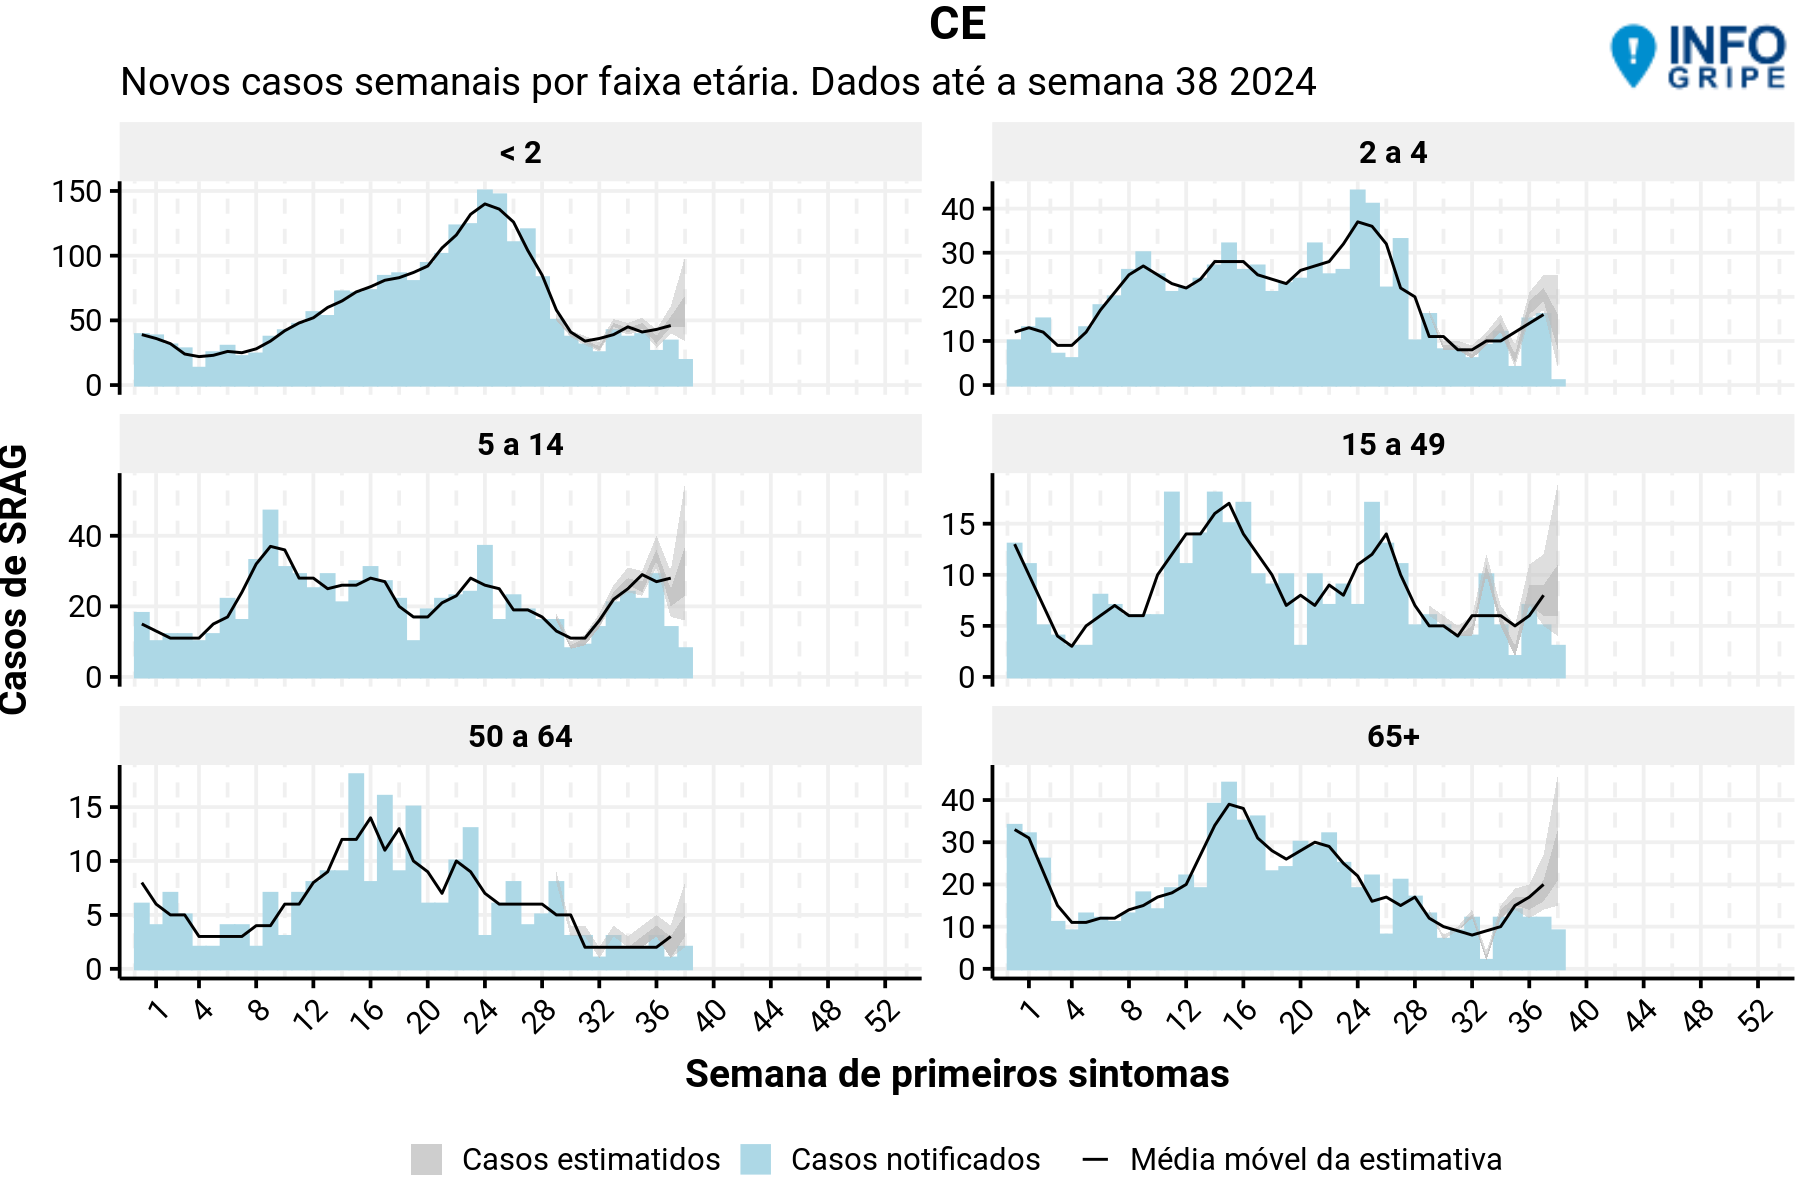 CE
INFO
GRIPE
Novos casos semanais por faixa etária. Dados até a semana 38 2024
< 2
2 a 4
150
100
50
0
40
30
20
10
0
5 a 14
15 a 49
40
20
0
15
10
5
0
50 a 64
65+
15
10
5
0
40
30
20
10
0
Casos de SRAG
1 4 8 12 16 20 24 28 32 36 40 44 48 52
1 4 8 12 16 20 24 28 32 36 40 44 48 52
Semana de primeiros sintomas
Casos estimatidos
Casos notificados
Média móvel da estimativa